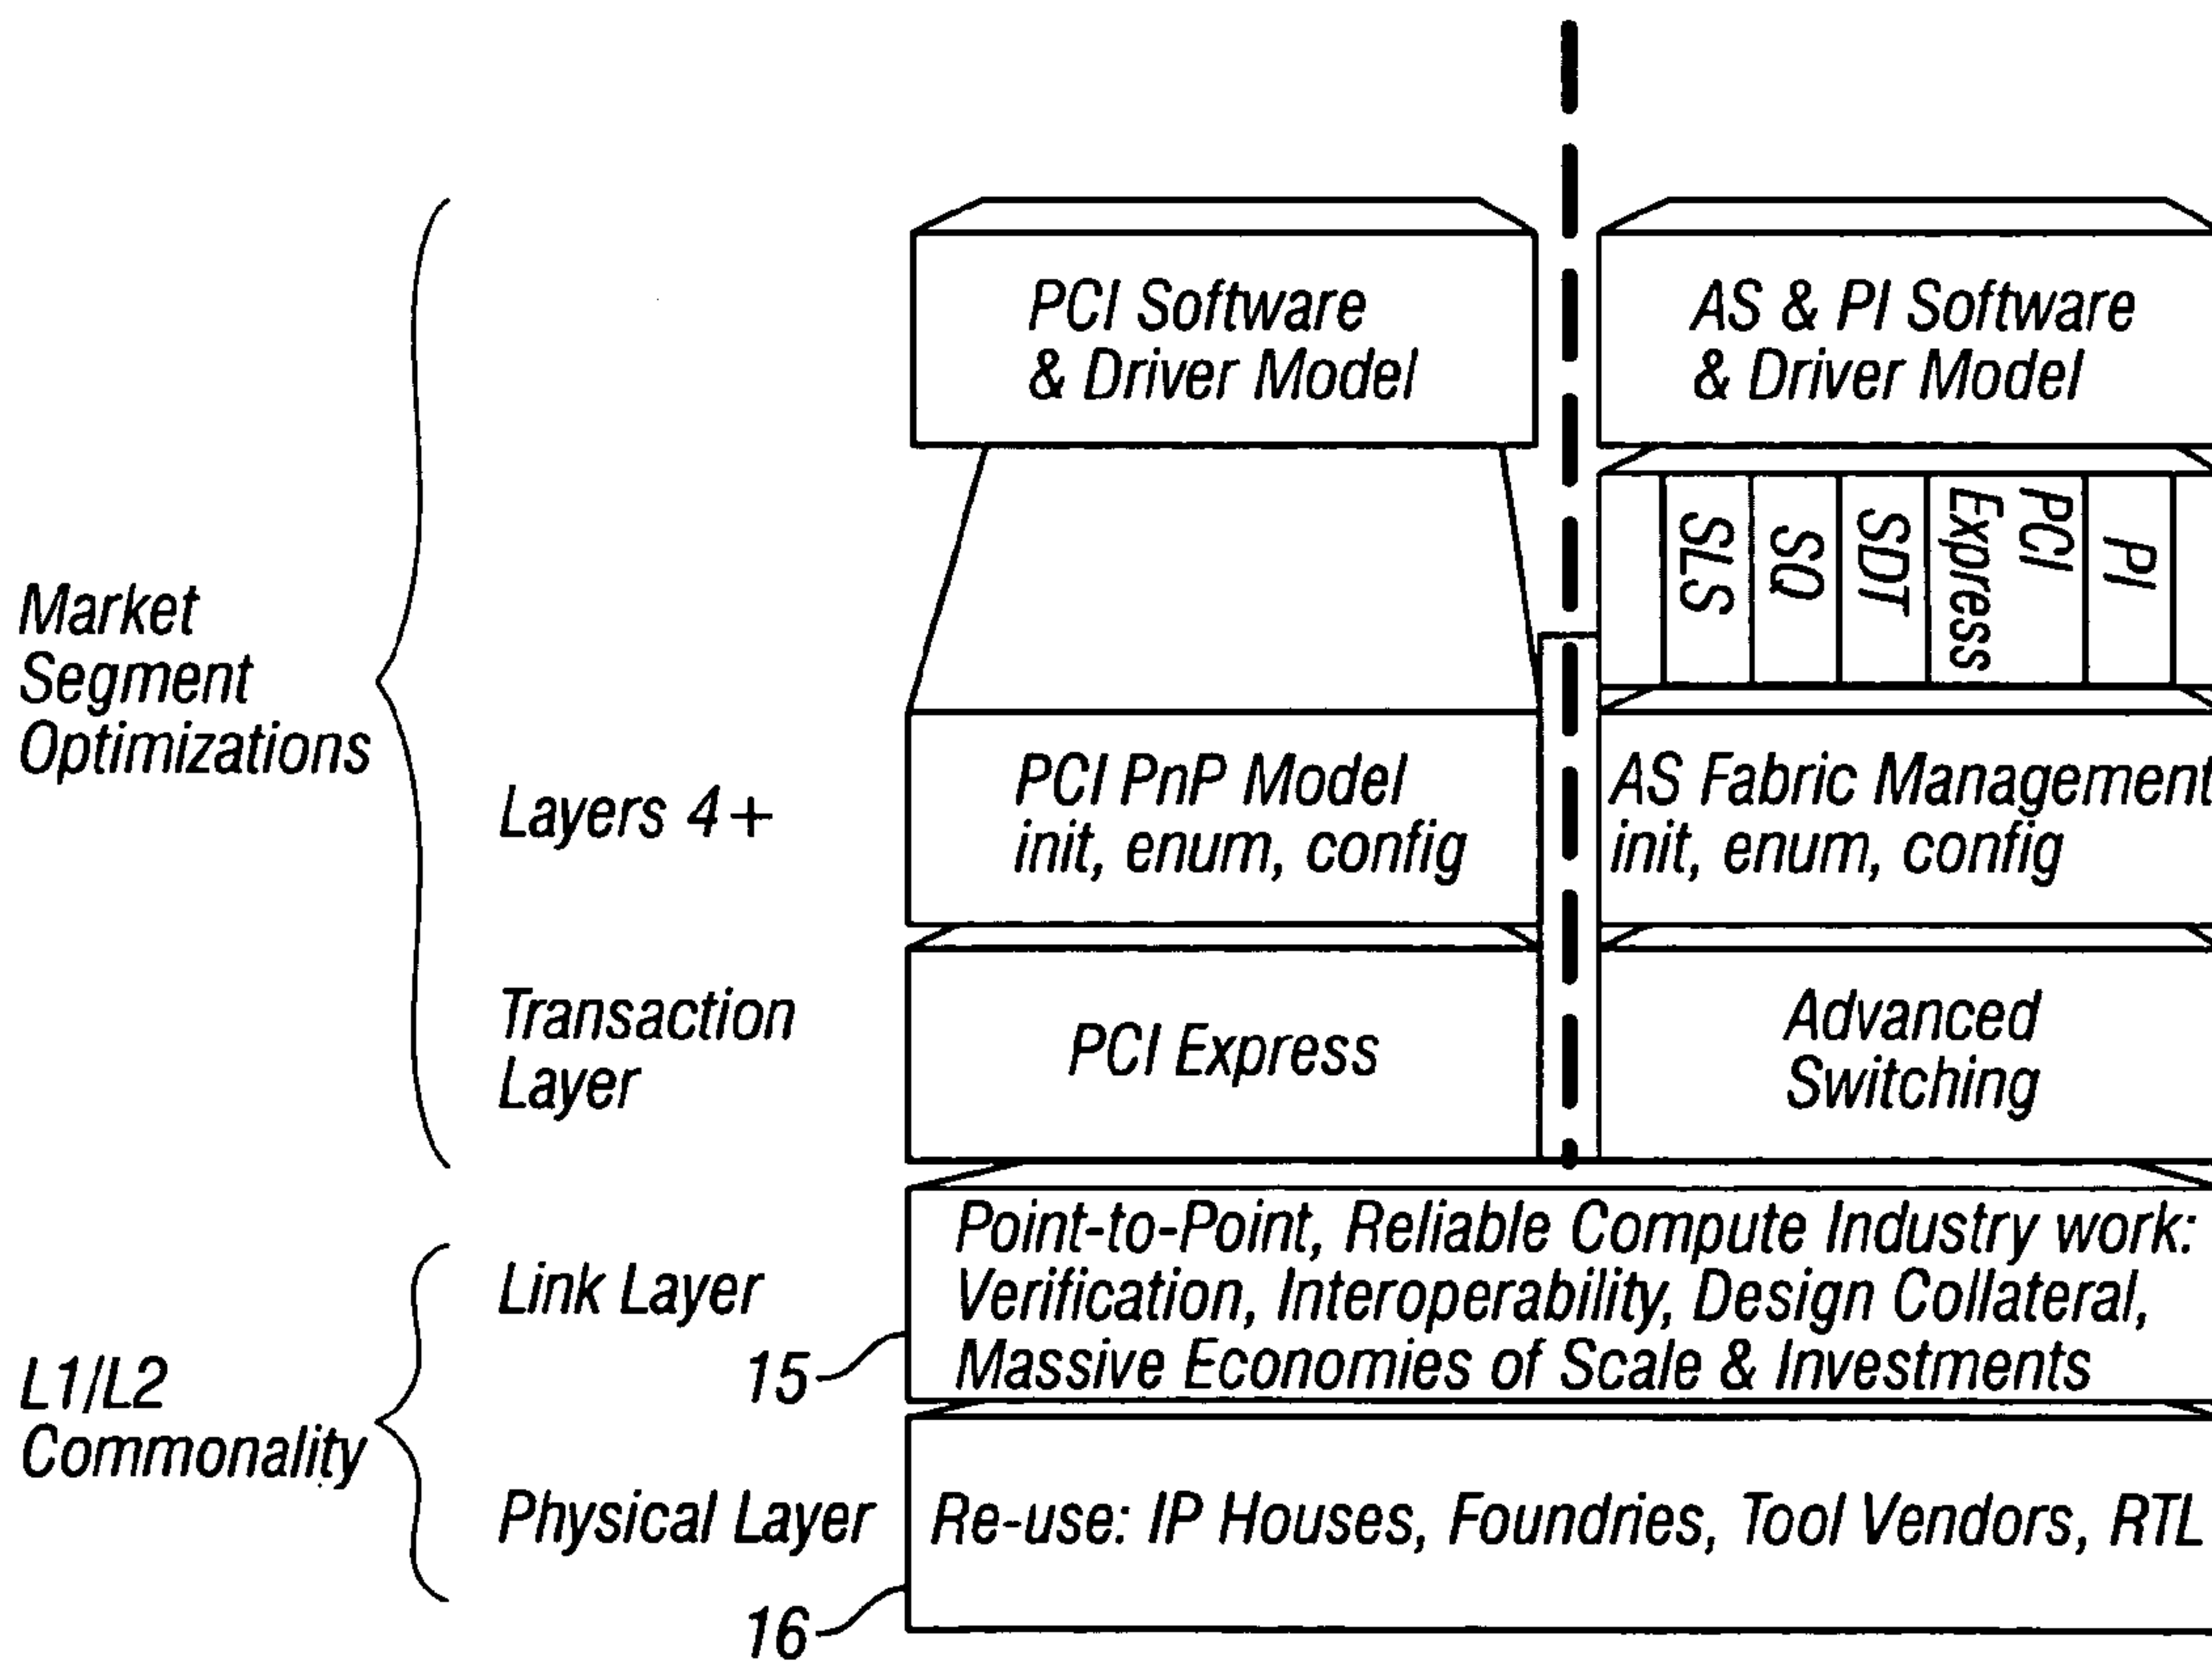 PCI Software
& Driver Model
AS & PI Software
& Driver Model
SLS
SQ
SDT
PCI
Express
PI
Market
Segment
Optimizations
Layers 4+
PCI PnP Model
init, enum, config
AS Fabric Management
init, enum, config
Transaction
Layer
PCI Express
Advanced
Switching
Link Layer
15
Point-to-Point, Reliable Compute Industry work:
Verification, Interoperability, Design Collateral,
Massive Economies of Scale & Investments
L1/L2
Commonality
Physical Layer
16
Re-use: IP Houses, Foundries, Tool Vendors, RTL